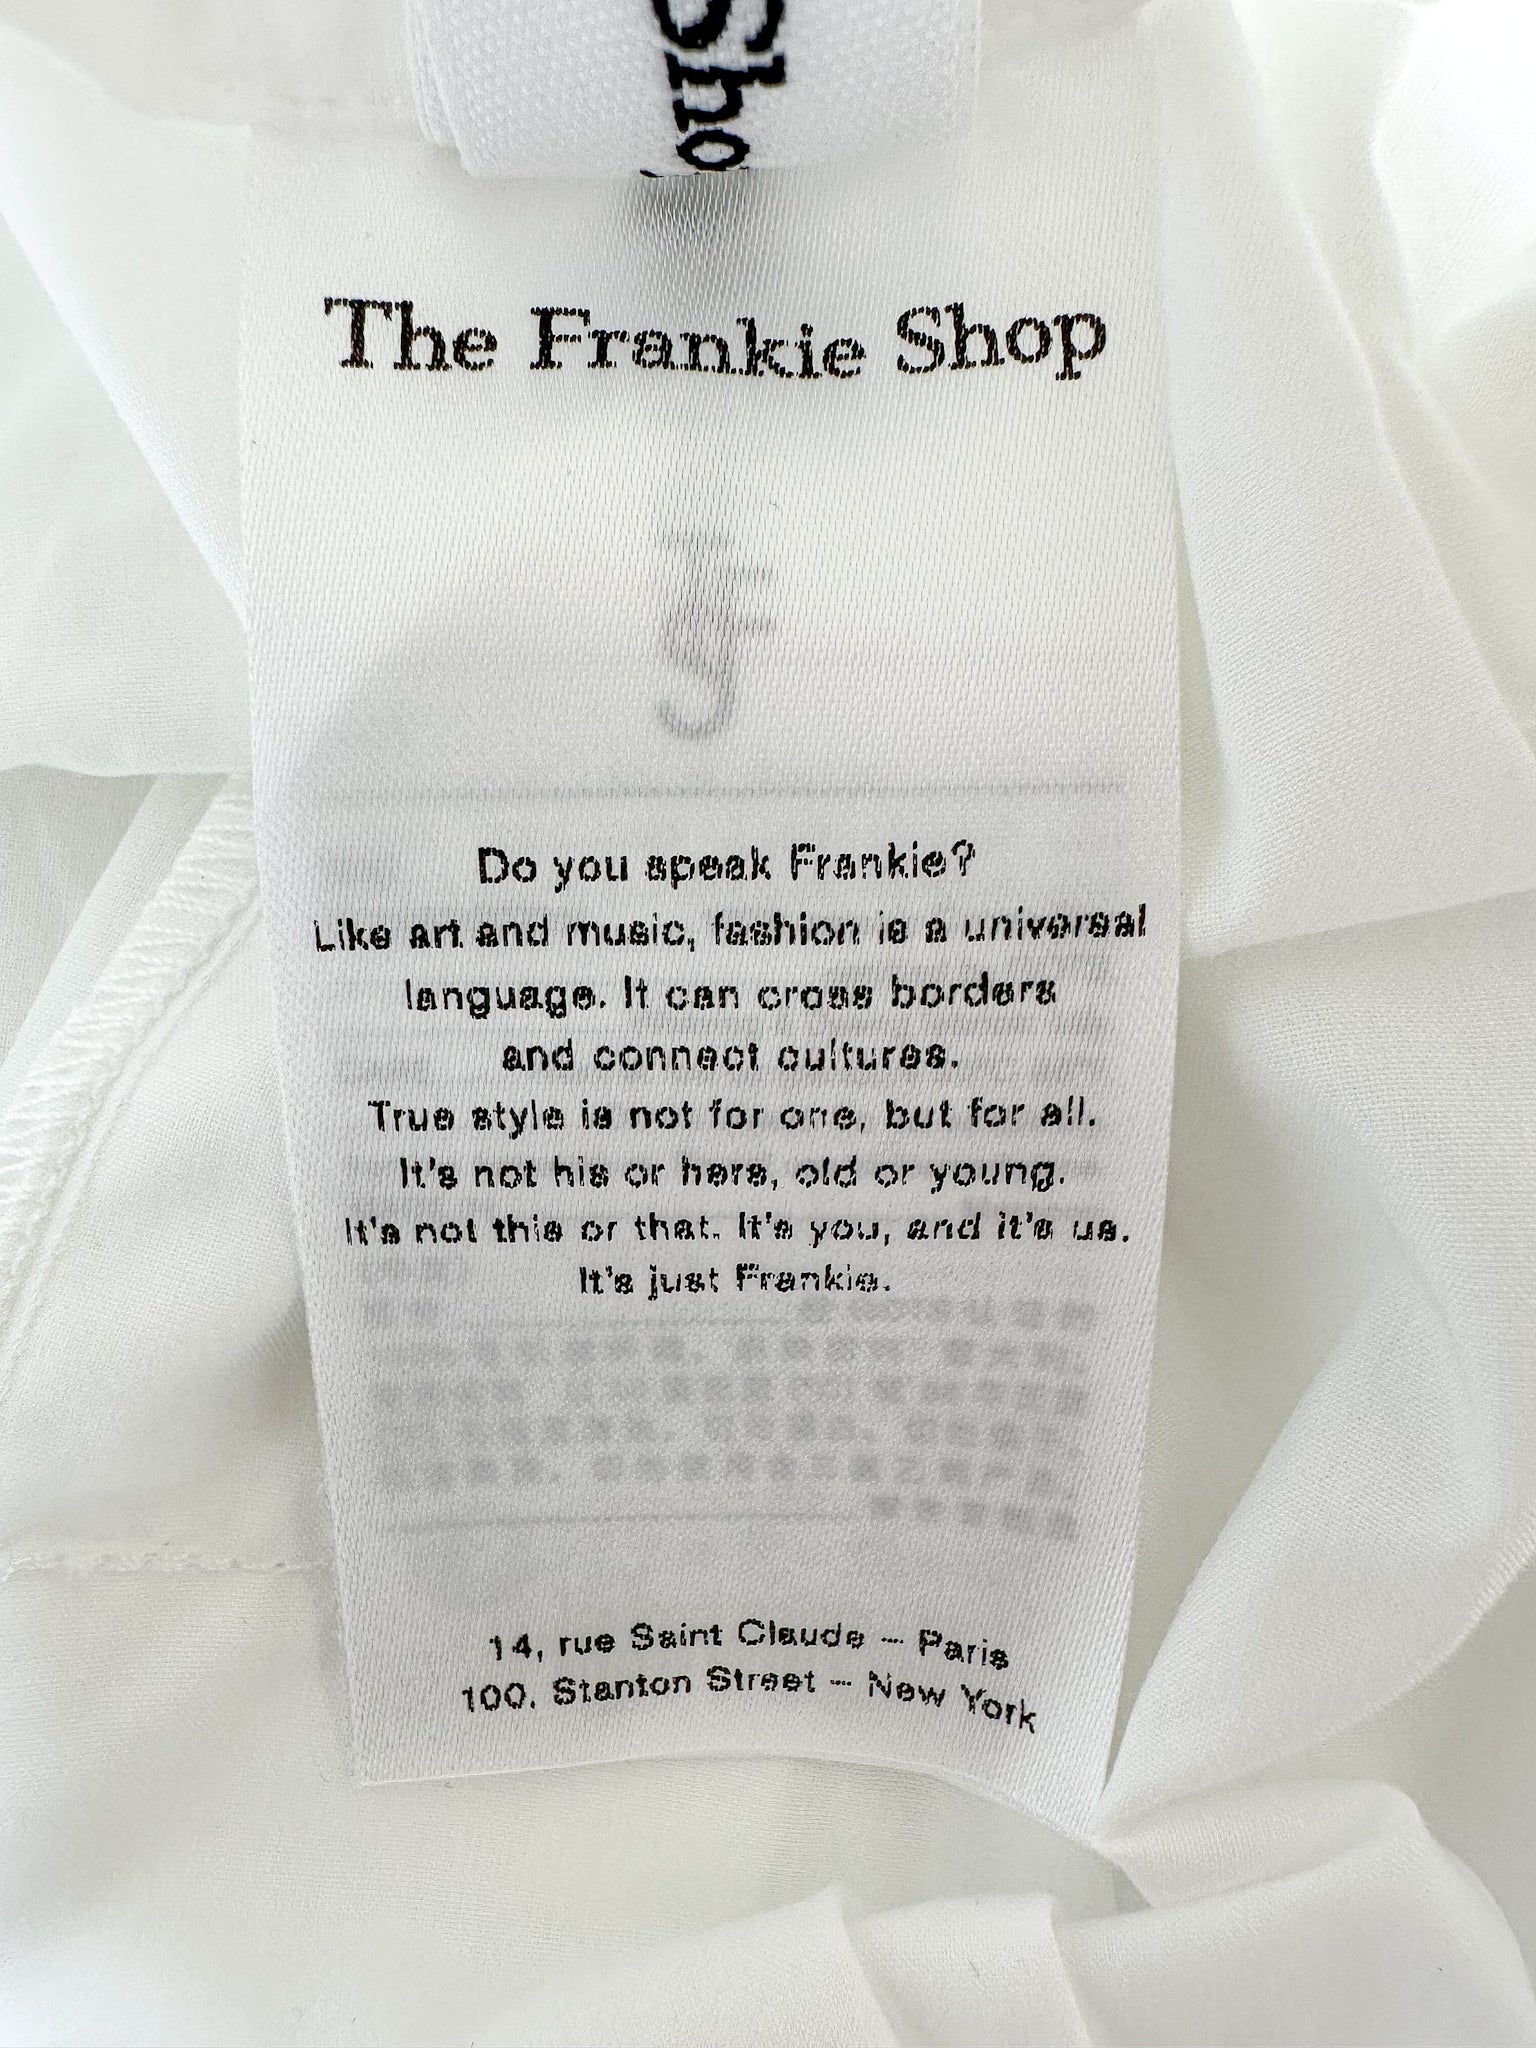 Sho
The Frankie Shop
Do you speak Frankie?
Like art and music, fashion is a universal
language. It can cross borders
and connect cultures.
True style is not for one, but for all.
It's not his or hers, old or young.
It's not this or that. It's you, and it's us.
It's just Frankie.
14, rue Saint Claude – Paris
100, Stanton Street – New York